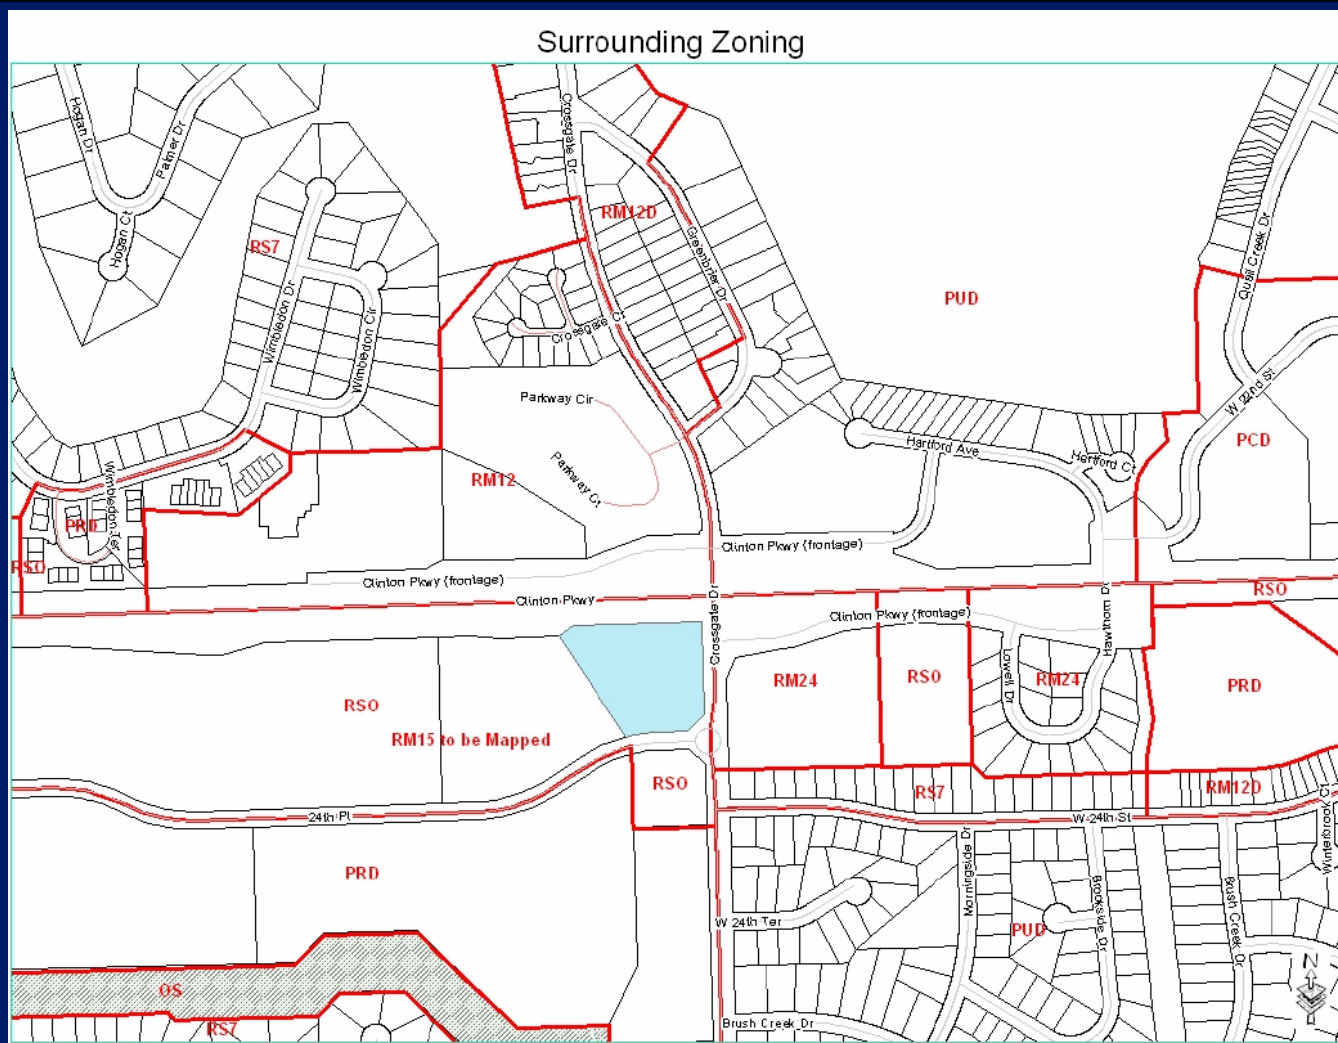 Surrounding Zoning
Hogan Dr
Palmer Dr
Hogan Ct
RS7
Wimbledon Dr
Wimbledon Cir
Crossgate Dr
RM12D
Greenbrier Dr
Crossgate Ct
PUD
Quail Creek Dr
W 22nd St
PCD
Parkway Cir
Parkway Ct
RM12
Hartford Ave
Hartford Ct
Wimbledon Ter
PRD
RSO
Clinton Pkwy (frontage)
Clinton Pkwy (frontage)
Clinton Pkwy
Clinton Pkwy (frontage)
RSO
Crossgate Dr
Hawthorn Dr
Lowell Dr
RM24
RSO
RM24
PRD
RSO
RM15 to be Mapped
RSO
RS7
RM12D
24th Pl
W 24th St
Winterbrook Ct
PRD
Morningside Dr
Brookside Dr
Brush Creek Dr
W 24th Ter
PUD
OS
RS7
Brush Creek Dr
N